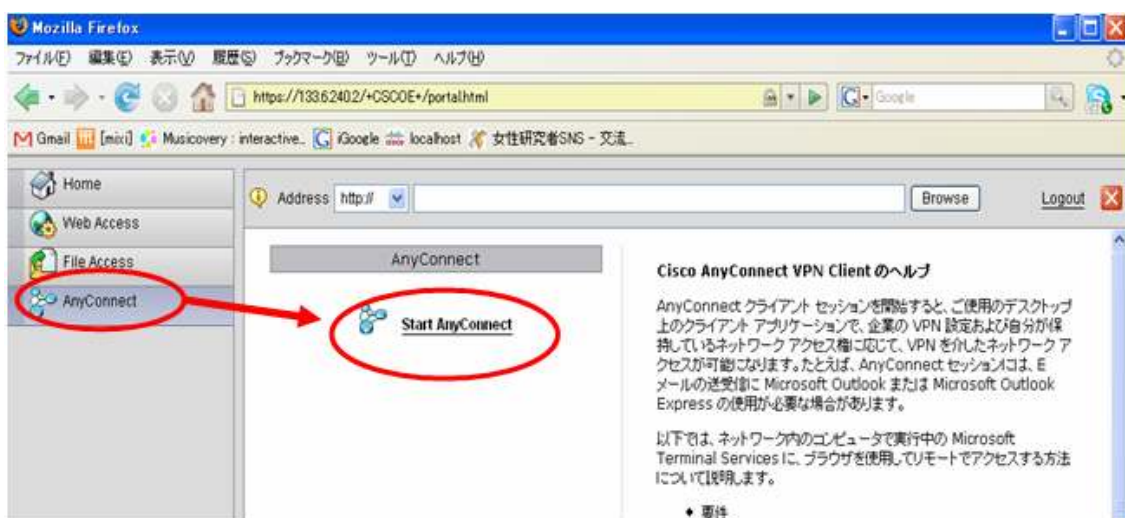 Mozilla Firefox
ファイル(F) 編集(E) 表示(V) 履歴(S) ブックマーク(B) ツール(T) ヘルプ(H)
https://133.62.40.2/+CSCOE+/portal.html
Google
Gmail [mixi] Musicovery : interactive... iGoogle localhost 女性研究者SNS - 交流...
Home
Web Access
File Access
AnyConnect
Address http:// Browse Logout
AnyConnect
Start AnyConnect
Cisco AnyConnect VPN Client のヘルプ
AnyConnect クライアント セッションを開始すると、ご使用のデスクトップ
上のクライアント アプリケーションで、企業の VPN 設定および自分が保
持しているネットワーク アクセス権に応じて、VPN を介したネットワーク ア
クセスが可能になります。たとえば、AnyConnect セッションには、E
メールの送受信に Microsoft Outlook または Microsoft Outlook
Express の使用が必要な場合があります。
以下では、ネットワーク内のコンピュータで実行中の Microsoft
Terminal Services に、ブラウザを使用してリモートでアクセスする方法
について説明します。
◆ 要件